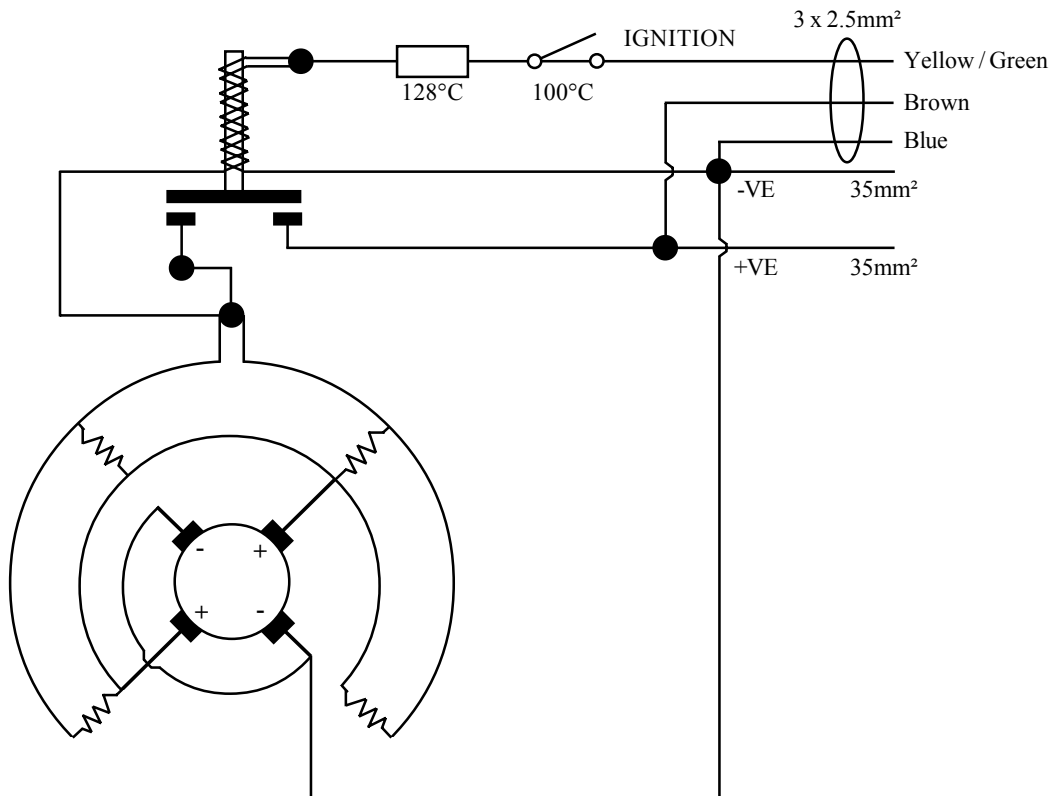 3 x 2.5mm²
IGNITION
Yellow / Green
128°C
100°C
Brown
Blue
-VE
35mm²
+VE
35mm²
-
+
+
-